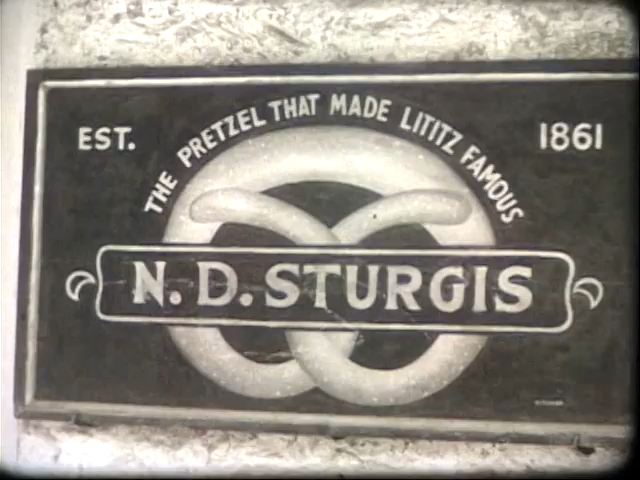 THE PRETZEL THAT MADE LITITZ FAMOUS
EST. 1861
N. D. STURGIS